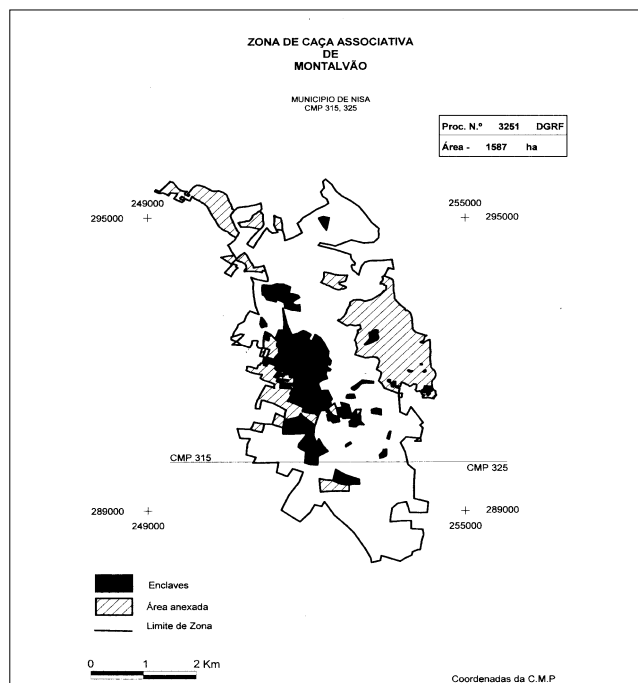 ZONA DE CAÇA ASSOCIATIVA
DE
MONTALVÃO
MUNICIPIO DE NISA
CMP 315, 325
Proc. N.º 3251 DGRF
Área - 1587 ha
249000
295000
255000
295000
CMP 315
CMP 325
289000
249000
289000
255000
Enclaves
Área anexada
Limite de Zona
0 1 2 Km
Coordenadas da C.M.P